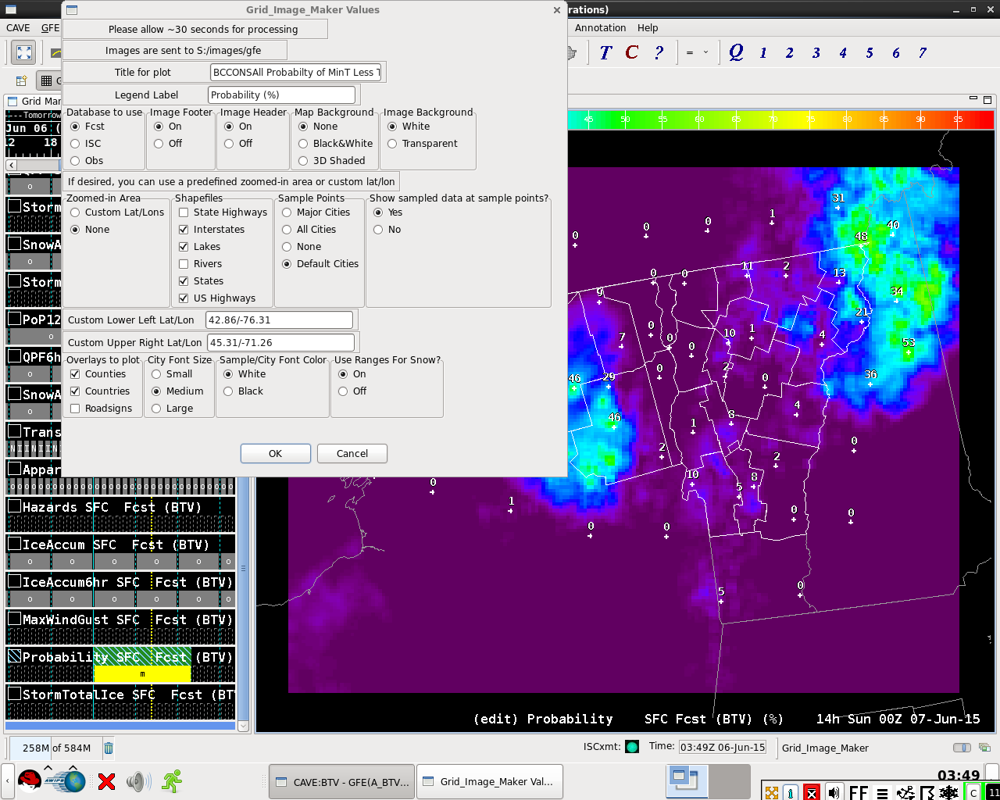 Grid_Image_Maker Values
rations)
CAVE GFE
Annotation Help
Please allow ~30 seconds for processing
Images are sent to S:/images/gfe
Title for plot BCCONSAll Probabilty of MinT Less T
Legend Label Probability (%)
T C ? = Q 1 2 3 4 5 6 7
Grid Mar
Database to use Image Footer Image Header Map Background Image Background
Fcst On On None White
ISC Off Off Black&White Transparent
Obs 3D Shaded
---Tomorrow
Jun 06 (
12 18
45 50 55 60 65 70 75 80 85 90 95
If desired, you can use a predefined zoomed-in area or custom lat/lon
Zoomed-in Area Shapefiles Sample Points Show sampled data at sample points?
Custom Lat/Lons State Highways Major Cities Yes
None Interstates All Cities No
Lakes None
Rivers Default Cities
States
US Highways
Custom Lower Left Lat/Lon 42.86/-76.31
Custom Upper Right Lat/Lon 45.31/-71.26
Overlays to plot City Font Size Sample/City Font Color Use Ranges For Snow?
Counties Small White On
Countries Medium Black Off
Roadsigns Large
OK Cancel
Storm
SnowA
Storm
PoP12
QPF6h
SnowA
Trans
Appar
Hazards SFC Fcst (BTV)
IceAccum SFC Fcst (BTV)
IceAccum6hr SFC Fcst (BTV)
MaxWindGust SFC Fcst (BTV)
Probability SFC Fcst (BTV)
m
StormTotalIce SFC Fcst (BT
31
1 40
0 0 0 48
11 2
0 0 13
9 34
21
0 10 1 4
7 0 0 53
0 2
46 29 0 36
4
46 1 8
0
2 2
10 8
0 5
1 0 0
0 0
5 0
(edit) Probability SFC Fcst (BTV) (%) 14h Sun 00Z 07-Jun-15
258M of 584M
ISCxmt: Time: 03:49Z 06-Jun-15 Grid_Image_Maker
CAVE:BTV - GFE(A_BTV... Grid_Image_Maker Val...
03:49
FF C 11